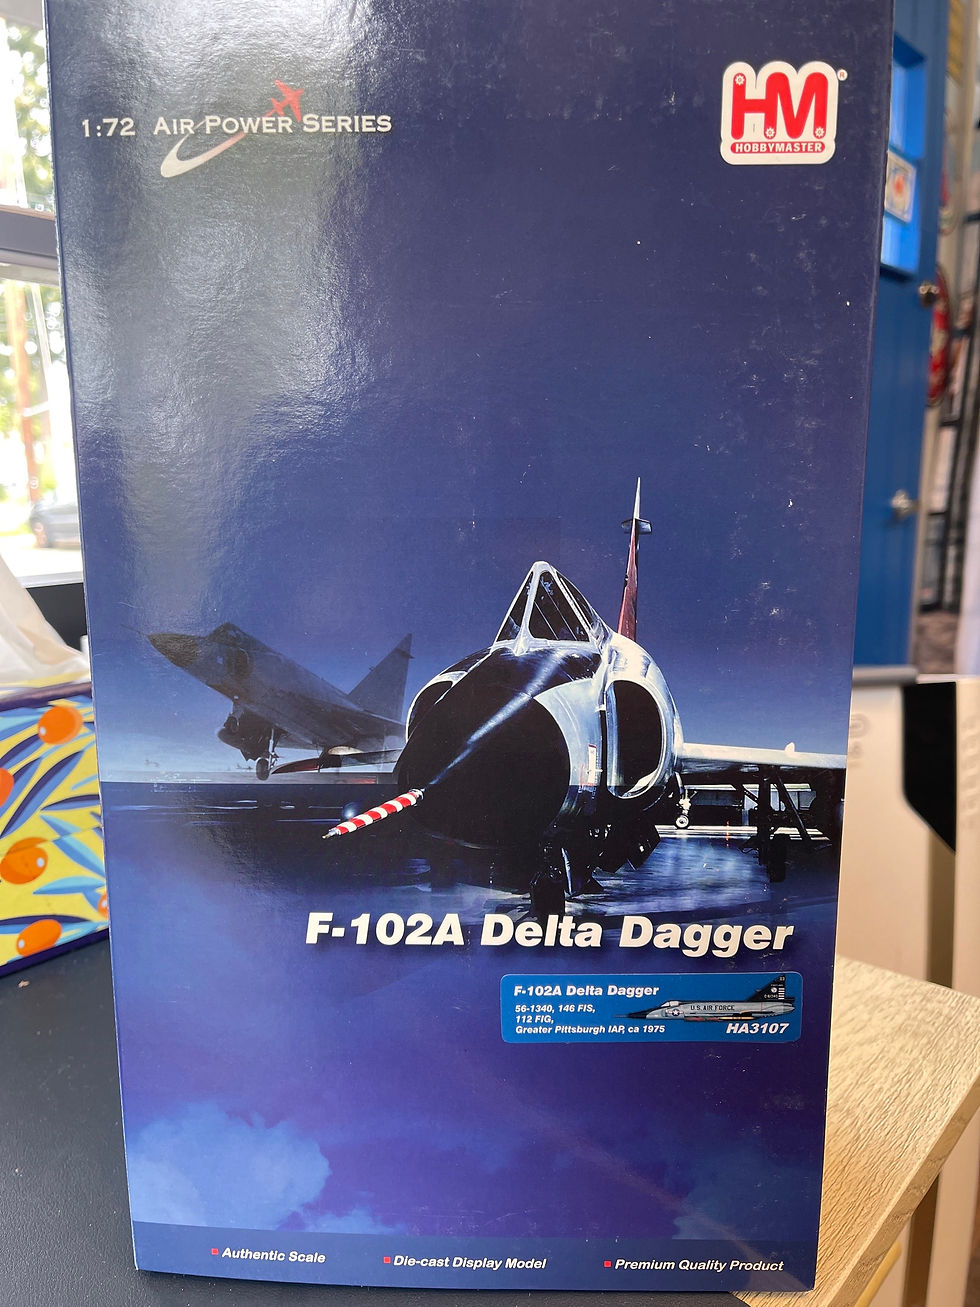 1:72 AIR POWER SERIES
HM®
HOBBYMASTER
F-102A Delta Dagger
F-102A Delta Dagger
56-1340, 146 FIS,
112 FIG,
Greater Pittsburgh IAP, ca 1975
U.S. AIR FORCE
HA3107
Authentic Scale
Die-cast Display Model
Premium Quality Product